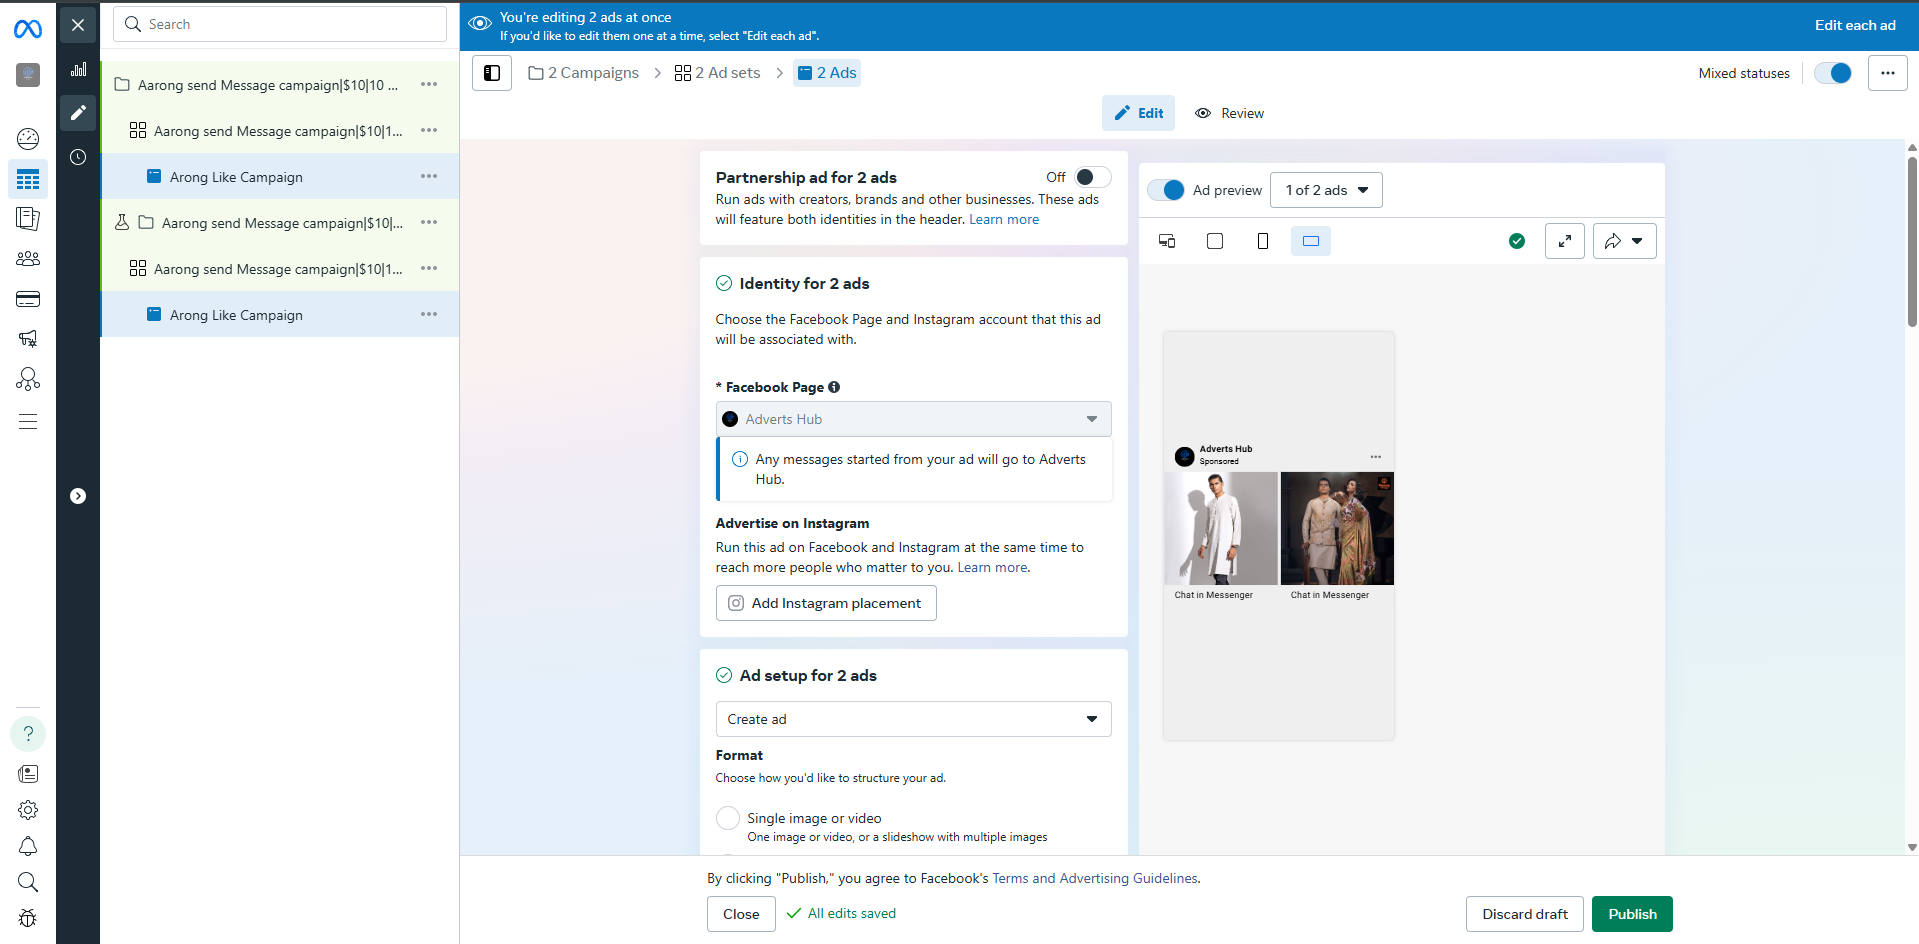 You're editing 2 ads at once
If you'd like to edit them one at a time, select "Edit each ad".
Edit each ad
Search
Aarong send Message campaign|$10|10 ...
Aarong send Message campaign|$10|1...
Arong Like Campaign
Aarong send Message campaign|$10|...
Aarong send Message campaign|$10|1...
Arong Like Campaign
2 Campaigns
2 Ad sets
2 Ads
Mixed statuses
Edit
Review
Partnership ad for 2 ads
Off
Run ads with creators, brands and other businesses. These ads
will feature both identities in the header. Learn more
Identity for 2 ads
Choose the Facebook Page and Instagram account that this ad
will be associated with.
* Facebook Page
Adverts Hub
Any messages started from your ad will go to Adverts
Hub.
Advertise on Instagram
Run this ad on Facebook and Instagram at the same time to
reach more people who matter to you. Learn more.
Add Instagram placement
Ad setup for 2 ads
Create ad
Format
Choose how you'd like to structure your ad.
Single image or video
One image or video, or a slideshow with multiple images
Ad preview
1 of 2 ads
Adverts Hub
Sponsored
Chat in Messenger
Chat in Messenger
By clicking "Publish," you agree to Facebook's Terms and Advertising Guidelines.
Close
All edits saved
Discard draft
Publish